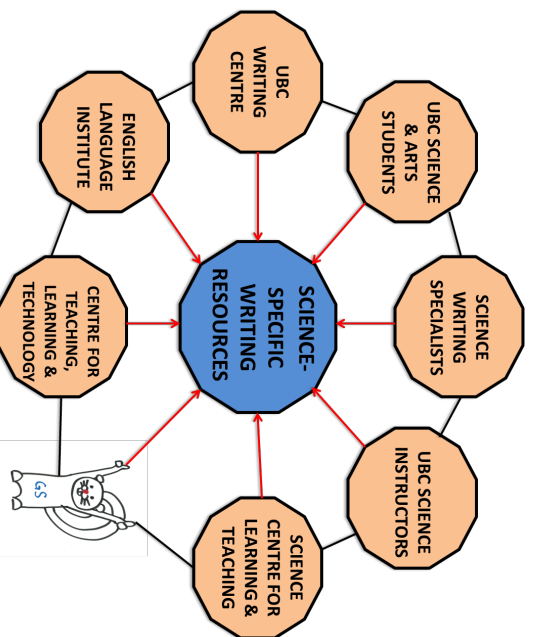 SCIENCE
WRITING
SPECIALISTS
UBC SCIENCE
& ARTS
STUDENTS
UBC SCIENCE
INSTRUCTORS
UBC
WRITING
CENTRE
SCIENCE-
SPECIFIC
WRITING
RESOURCES
SCIENCE
CENTRE FOR
LEARNING &
TEACHING
ENGLISH
LANGUAGE
INSTITUTE
CENTRE FOR
TEACHING,
LEARNING &
TECHNOLOGY
GS